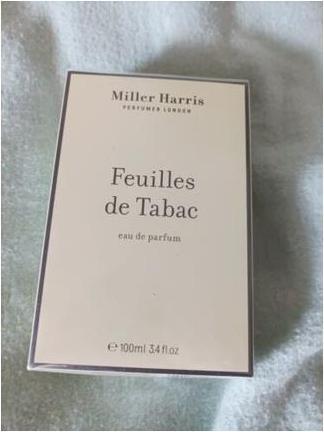 Miller Harris
PERFUMER LONDON
Feuilles
de Tabac
eau de parfum
℮ 100ml 3.4 fl.oz